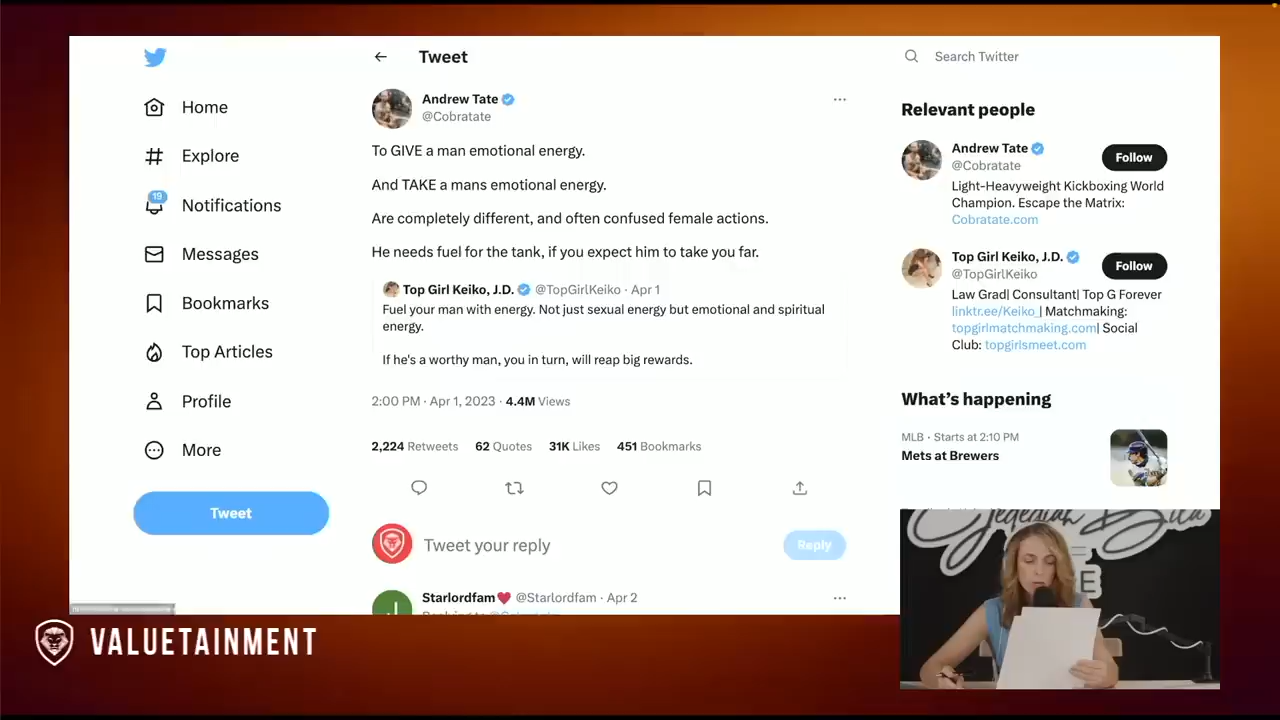 Tweet
Search Twitter
Home
Explore
19
Notifications
Messages
Bookmarks
Top Articles
Profile
More
Tweet
Andrew Tate
@Cobratate
To GIVE a man emotional energy.
And TAKE a mans emotional energy.
Are completely different, and often confused female actions.
He needs fuel for the tank, if you expect him to take you far.
Top Girl Keiko, J.D. @TopGirlKeiko · Apr 1
Fuel your man with energy. Not just sexual energy but emotional and spiritual
energy.
If he's a worthy man, you in turn, will reap big rewards.
2:00 PM · Apr 1, 2023 · 4.4M Views
2,224 Retweets 62 Quotes 31K Likes 451 Bookmarks
Tweet your reply
Reply
Starlordfam @Starlordfam · Apr 2
Replying to
J
Relevant people
Andrew Tate
@Cobratate
Follow
Light-Heavyweight Kickboxing World
Champion. Escape the Matrix:
Cobratate.com
Top Girl Keiko, J.D.
@TopGirlKeiko
Follow
Law Grad| Consultant| Top G Forever
linktr.ee/Keiko_| Matchmaking:
topgirlmatchmaking.com| Social
Club: topgirlsmeet.com
What's happening
MLB · Starts at 2:10 PM
Mets at Brewers
Jedediah Bila
VALUETAINMENT